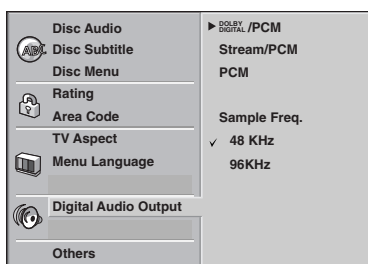 Disc Audio
ABC
Disc Subtitle
Disc Menu
Rating
?
Area Code
TV Aspect
Menu Language
Digital Audio Output
Others
DOLBY DIGITAL /PCM
Stream/PCM
PCM
Sample Freq.
48 KHz
96KHz